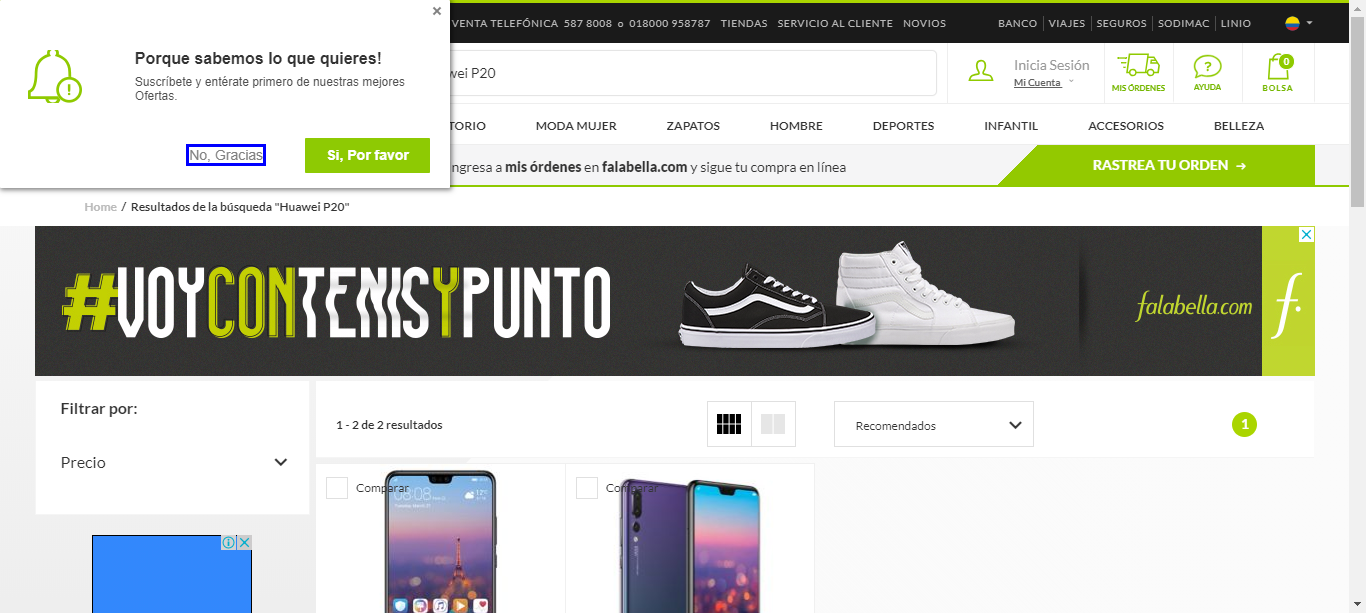 VENTA TELEFÓNICA 587 8008 o 018000 958787 TIENDAS SERVICIO AL CLIENTE NOVIOS BANCO VIAJES SEGUROS SODIMAC LINIO
Porque sabemos lo que quieres!
Suscríbete y entérate primero de nuestras mejores
Ofertas.
No, Gracias
Si, Por favor
P20
Inicia Sesión
Mi Cuenta
MIS ÓRDENES
?
AYUDA
0
BOLSA
MODA MUJER ZAPATOS HOMBRE DEPORTES INFANTIL ACCESORIOS BELLEZA
mis órdenes en falabella.com y sigue tu compra en línea
RASTREA TU ORDEN →
Home / Resultados de la búsqueda "Huawei P20"
#VOYCONTENISYPUNTO
falabella.com
f.
Filtrar por:
Precio
1 - 2 de 2 resultados
Recomendados
1
Comparar
08:08
12°C
Comparar